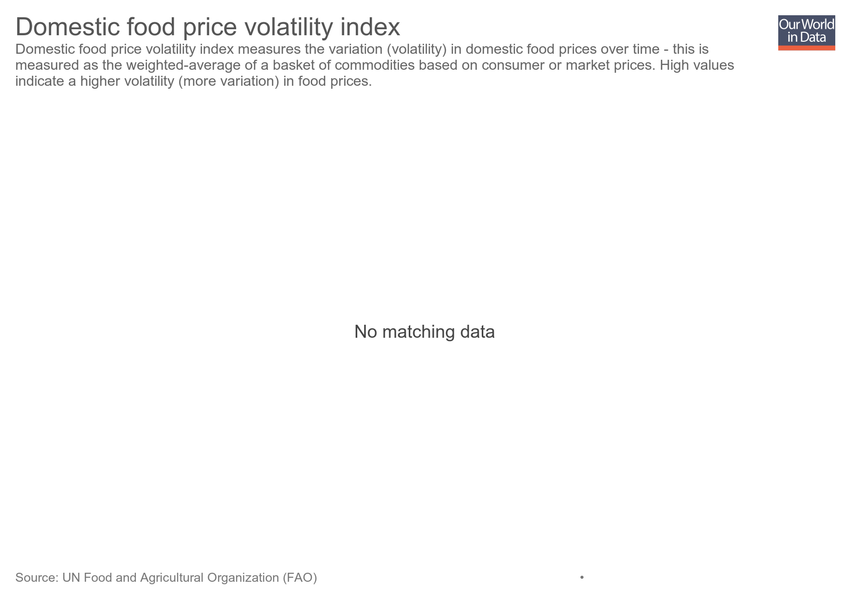 Domestic food price volatility index
Our World
in Data
Domestic food price volatility index measures the variation (volatility) in domestic food prices over time - this is
measured as the weighted-average of a basket of commodities based on consumer or market prices. High values
indicate a higher volatility (more variation) in food prices.
No matching data
Source: UN Food and Agricultural Organization (FAO) •